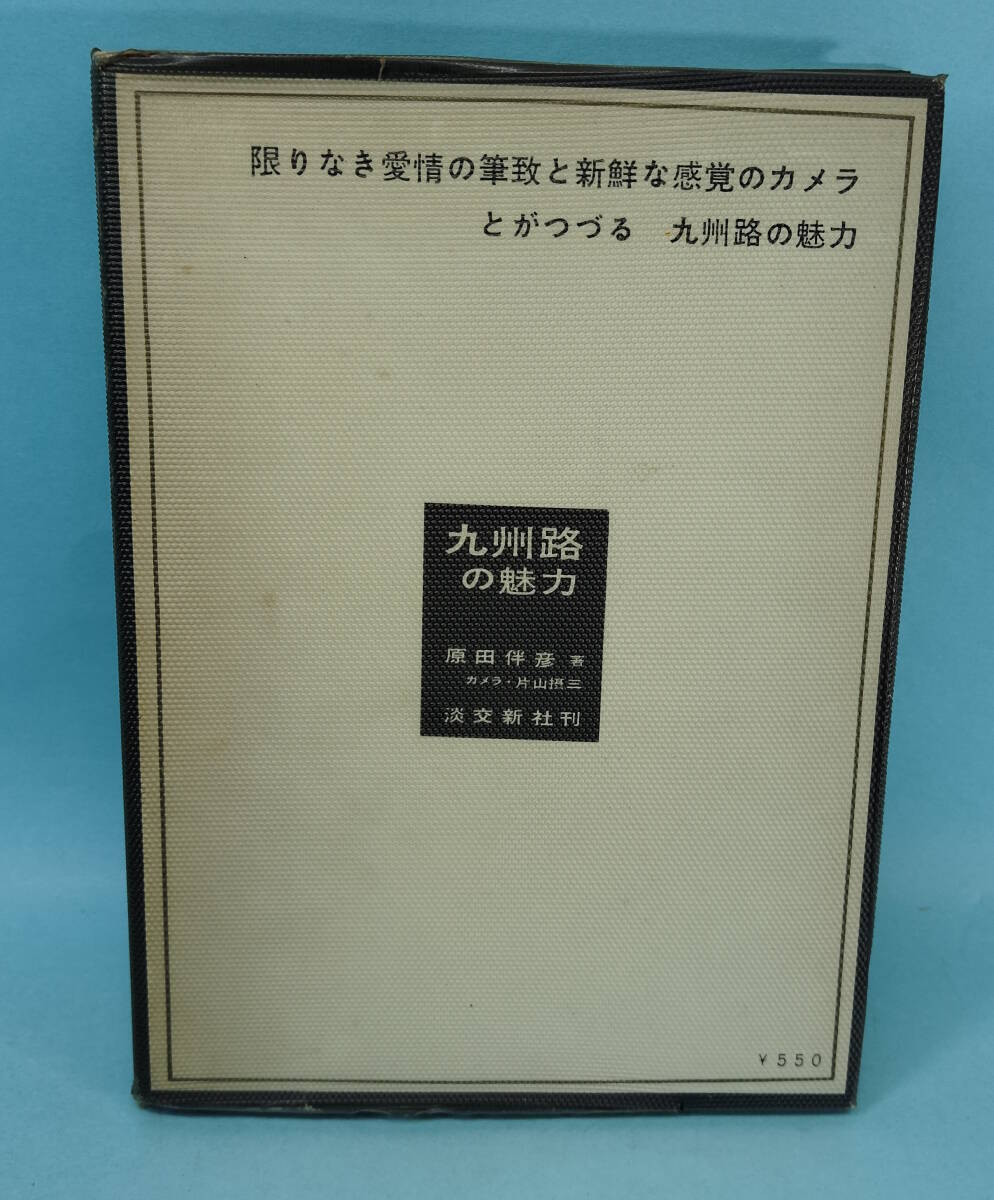 限りなき愛情の筆致と新鮮な感覚のカメラ
とがつづる　九州路の魅力
九州路
の魅力
原田伴彦 著
カメラ・片山摂三
淡交新社刊
¥550